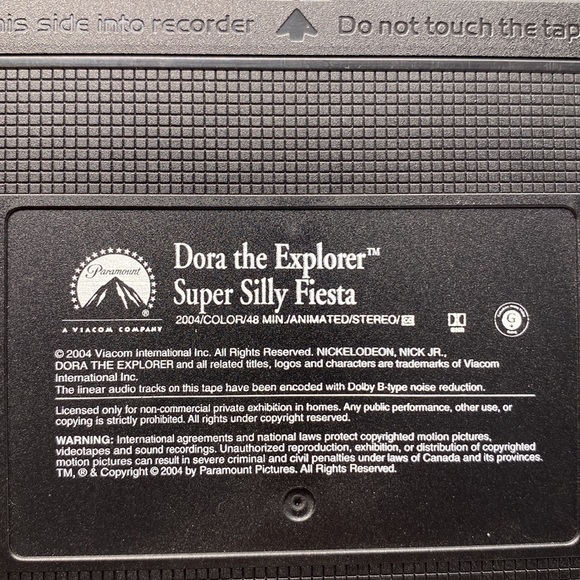 his side into recorder Do not touch the tap
Paramount
®
A VIACOM COMPANY
Dora the Explorer™
Super Silly Fiesta
2004/COLOR/48 MIN./ANIMATED/STEREO/CC
© 2004 Viacom International Inc. All Rights Reserved. NICKELODEON, NICK JR.,
DORA THE EXPLORER and all related titles, logos and characters are trademarks of Viacom
International Inc.
The linear audio tracks on this tape have been encoded with Dolby B-type noise reduction.
Licensed only for non-commercial private exhibition in homes. Any public performance, other use, or
copying is strictly prohibited. All rights under copyright reserved.
WARNING: International agreements and national laws protect copyrighted motion pictures,
videotapes and sound recordings. Unauthorized reproduction, exhibition, or distribution of copyrighted
motion pictures can result in severe criminal and civil penalties under laws of Canada and its provinces.
TM, ® & Copyright © 2004 by Paramount Pictures. All Rights Reserved.